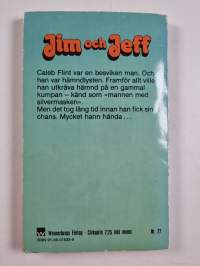 Jim och Jeff
Caleb Flint var en besviken man. Och
han var hämndlysten. Framför allt ville
han utkräva hämnd på en gammal
kumpan – känd som «mannen med
silvermasken».
Men det tog lång tid innan han fick sin
chans. Mycket hann hända . . .
Wennerbergs Förlag
Nr. 77